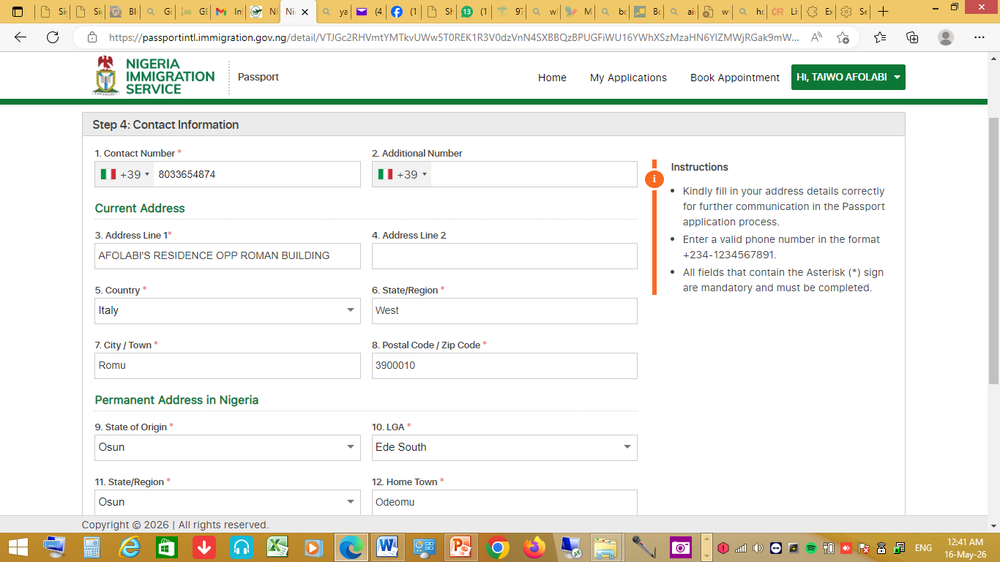 Si
Si
Bl
Gi
GE
In
NI
Ni
ya
(4
(1
SH
13 (1
97
wl
M
bc
Bc
ai
w
hc
CR Li
Ex
Se
https://passportintl.immigration.gov.ng/detail/
NIGERIA
IMMIGRATION
SERVICE
Passport
Home My Applications Book Appointment HI, TAIWO AFOLABI
Step 4: Contact Information
1. Contact Number * 2. Additional Number
+39 8033654874 +39
Current Address
3. Address Line 1* 4. Address Line 2
AFOLABI'S RESIDENCE OPP ROMAN BUILDING
5. Country * 6. State/Region *
Italy West
7. City / Town * 8. Postal Code / Zip Code *
Romu 3900010
Permanent Address in Nigeria
9. State of Origin * 10. LGA *
Osun Ede South
11. State/Region * 12. Home Town *
Osun Odeomu
i Instructions
• Kindly fill in your address details correctly
for further communication in the Passport
application process.
• Enter a valid phone number in the format
+234-1234567891.
• All fields that contain the Asterisk (*) sign
are mandatory and must be completed.
Copyright © 2026 | All rights reserved.
ENG
12:41 AM
16-May-26